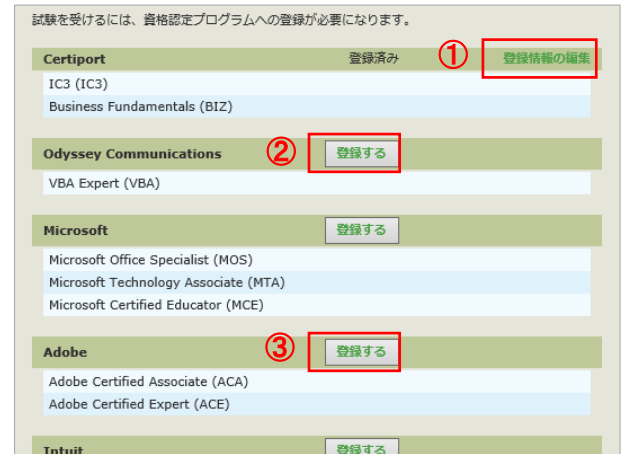 試験を受けるには、資格認定プログラムへの登録が必要になります。
Certiport 登録済み ① 登録情報の編集
IC3 (IC3)
Business Fundamentals (BIZ)
Odyssey Communications ② 登録する
VBA Expert (VBA)
Microsoft 登録する
Microsoft Office Specialist (MOS)
Microsoft Technology Associate (MTA)
Microsoft Certified Educator (MCE)
Adobe ③ 登録する
Adobe Certified Associate (ACA)
Adobe Certified Expert (ACE)
Intuit 登録する